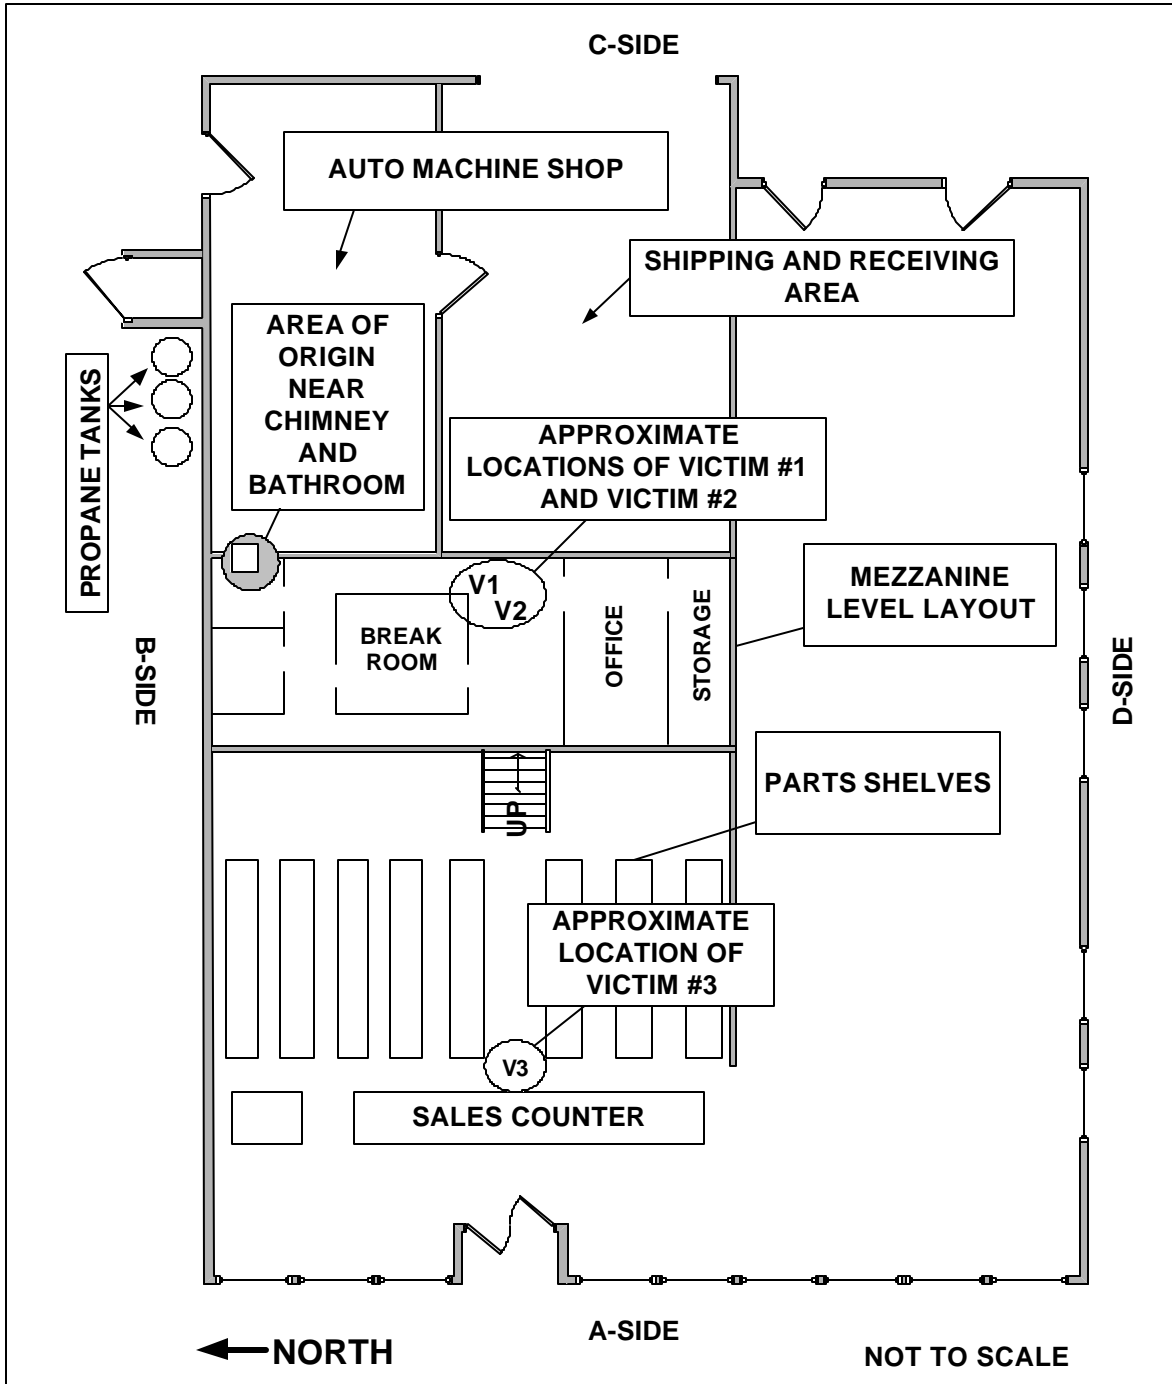 C-SIDE
AUTO MACHINE SHOP
SHIPPING AND RECEIVING
AREA
AREA OF
ORIGIN
NEAR
CHIMNEY
AND
BATHROOM
PROPANE TANKS
APPROXIMATE
LOCATIONS OF VICTIM #1
AND VICTIM #2
MEZZANINE
LEVEL LAYOUT
V1
V2
BREAK
ROOM
OFFICE
STORAGE
B-SIDE
D-SIDE
PARTS SHELVES
UP
APPROXIMATE
LOCATION OF
VICTIM #3
V3
SALES COUNTER
A-SIDE
NORTH
NOT TO SCALE